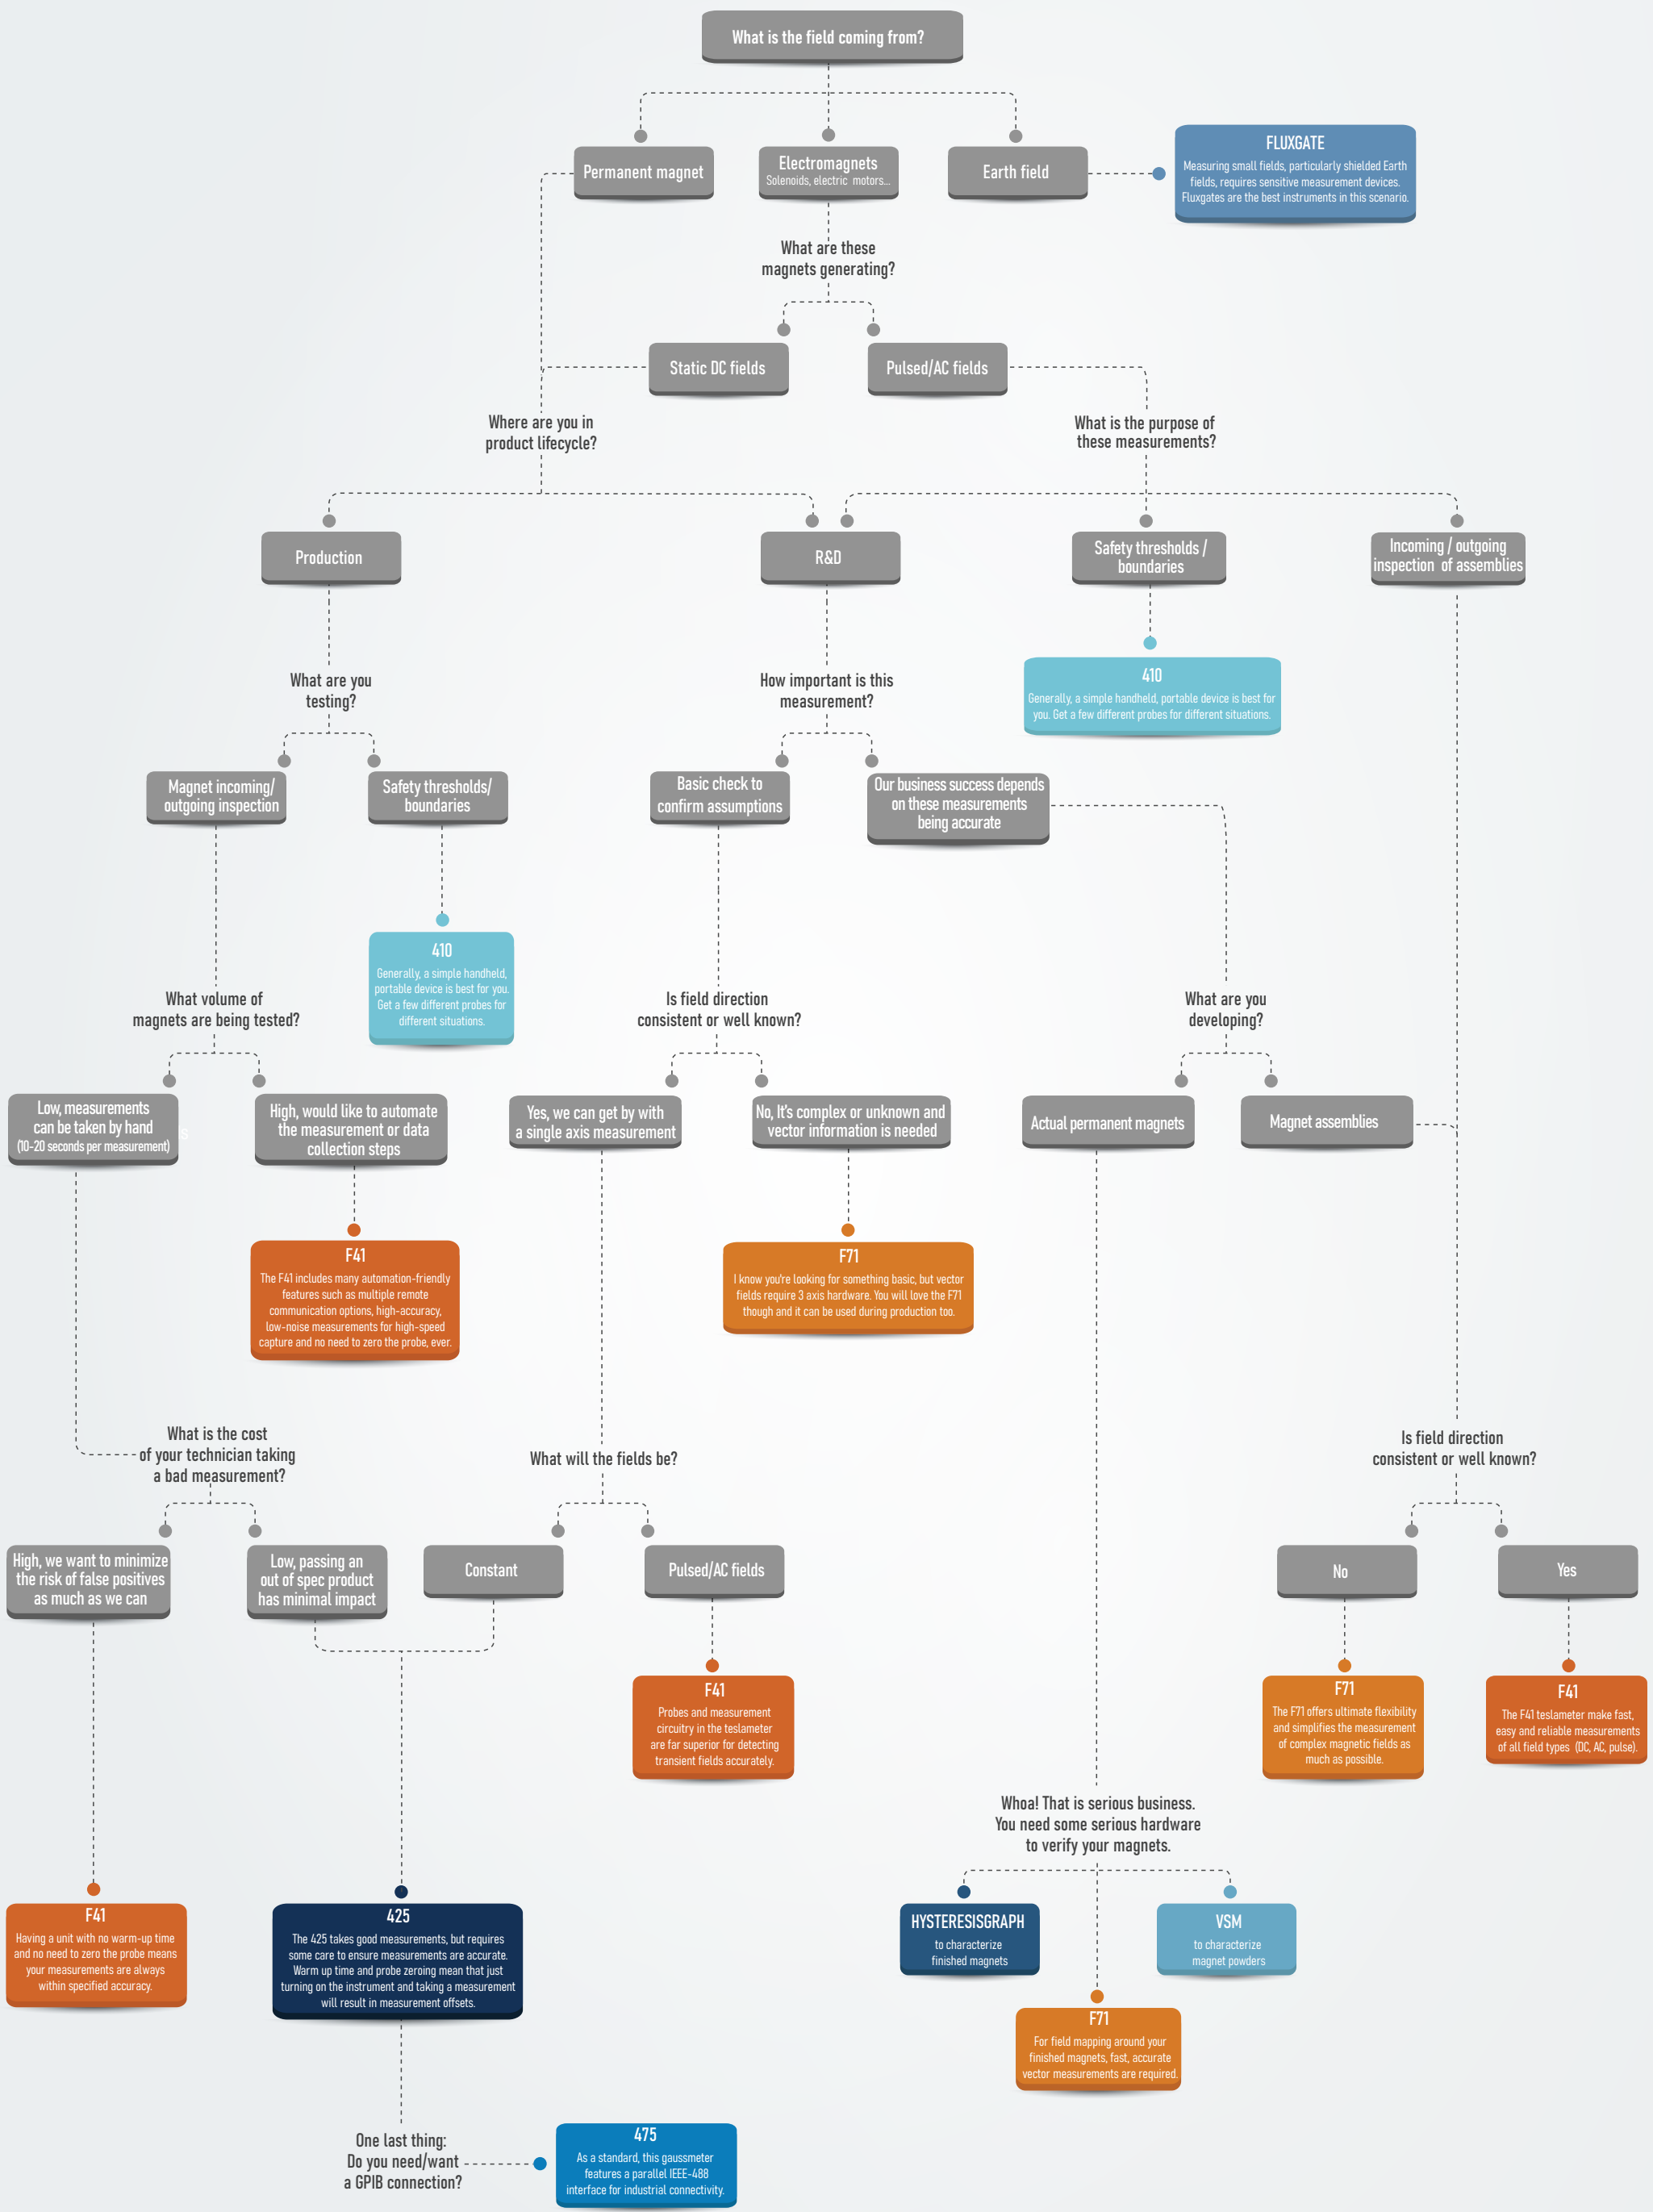 What is the field coming from?
Permanent magnet
Electromagnets
Solenoids, electric motors...
Earth field
FLUXGATE
Measuring small fields, particularly shielded Earth
fields, requires sensitive measurement devices.
Fluxgates are the best instruments in this scenario.
What are these
magnets generating?
Static DC fields
Pulsed/AC fields
Where are you in
product lifecycle?
What is the purpose of
these measurements?
Production
R&D
Safety thresholds /
boundaries
Incoming / outgoing
inspection of assemblies
410
Generally, a simple handheld, portable device is best for
you. Get a few different probes for different situations.
What are you
testing?
How important is this
measurement?
Magnet incoming/
outgoing inspection
Safety thresholds/
boundaries
Basic check to
confirm assumptions
Our business success depends
on these measurements
being accurate
410
Generally, a simple handheld,
portable device is best for you.
Get a few different probes for
different situations.
What volume of
magnets are being tested?
Is field direction
consistent or well known?
What are you
developing?
Low, measurements
can be taken by hand
(10-20 seconds per measurement)
s
High, would like to automate
the measurement or data
collection steps
Yes, we can get by with
a single axis measurement
No, It's complex or unknown and
vector information is needed
Actual permanent magnets
Magnet assemblies
F41
The F41 includes many automation-friendly
features such as multiple remote
communication options, high-accuracy,
low-noise measurements for high-speed
capture and no need to zero the probe, ever.
F71
I know you're looking for something basic, but vector
fields require 3 axis hardware. You will love the F71
though and it can be used during production too.
What is the cost
of your technician taking
a bad measurement?
What will the fields be?
Is field direction
consistent or well known?
High, we want to minimize
the risk of false positives
as much as we can
Low, passing an
out of spec product
has minimal impact
Constant
Pulsed/AC fields
No
Yes
F41
Probes and measurement
circuitry in the teslameter
are far superior for detecting
transient fields accurately.
F71
The F71 offers ultimate flexibility
and simplifies the measurement
of complex magnetic fields as
much as possible.
F41
The F41 teslameter make fast,
easy and reliable measurements
of all field types (DC, AC, pulse).
Whoa! That is serious business.
You need some serious hardware
to verify your magnets.
F41
Having a unit with no warm-up time
and no need to zero the probe means
your measurements are always
within specified accuracy.
425
The 425 takes good measurements, but requires
some care to ensure measurements are accurate.
Warm up time and probe zeroing mean that just
turning on the instrument and taking a measurement
will result in measurement offsets.
HYSTERESISGRAPH
to characterize
finished magnets
VSM
to characterize
magnet powders
F71
For field mapping around your
finished magnets, fast, accurate
vector measurements are required.
One last thing:
Do you need/want
a GPIB connection?
475
As a standard, this gaussmeter
features a parallel IEEE-488
interface for industrial connectivity.